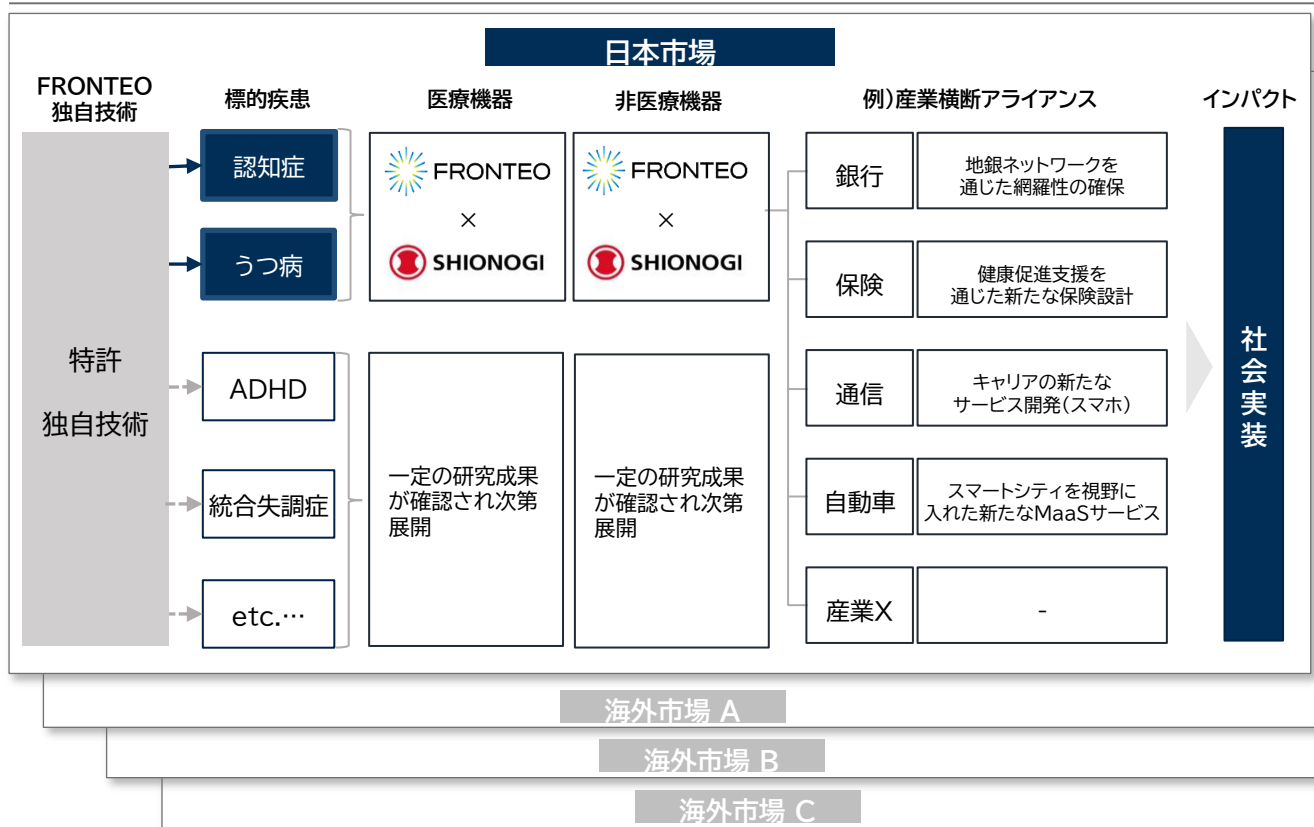 日本市場
FRONTEO
独自技術
標的疾患
医療機器
非医療機器
例)産業横断アライアンス
インパクト
特許
独自技術
認知症
うつ病
ADHD
統合失調症
etc.…
FRONTEO
×
SHIONOGI
一定の研究成果
が確認され次第
展開
FRONTEO
×
SHIONOGI
一定の研究成果
が確認され次第
展開
銀行
地銀ネットワークを
通じた網羅性の確保
保険
健康促進支援を
通じた新たな保険設計
通信
キャリアの新たな
サービス開発(スマホ)
自動車
スマートシティを視野に
入れた新たなMaaSサービス
産業X
-
社会実装
海外市場 A
海外市場 B
海外市場 C